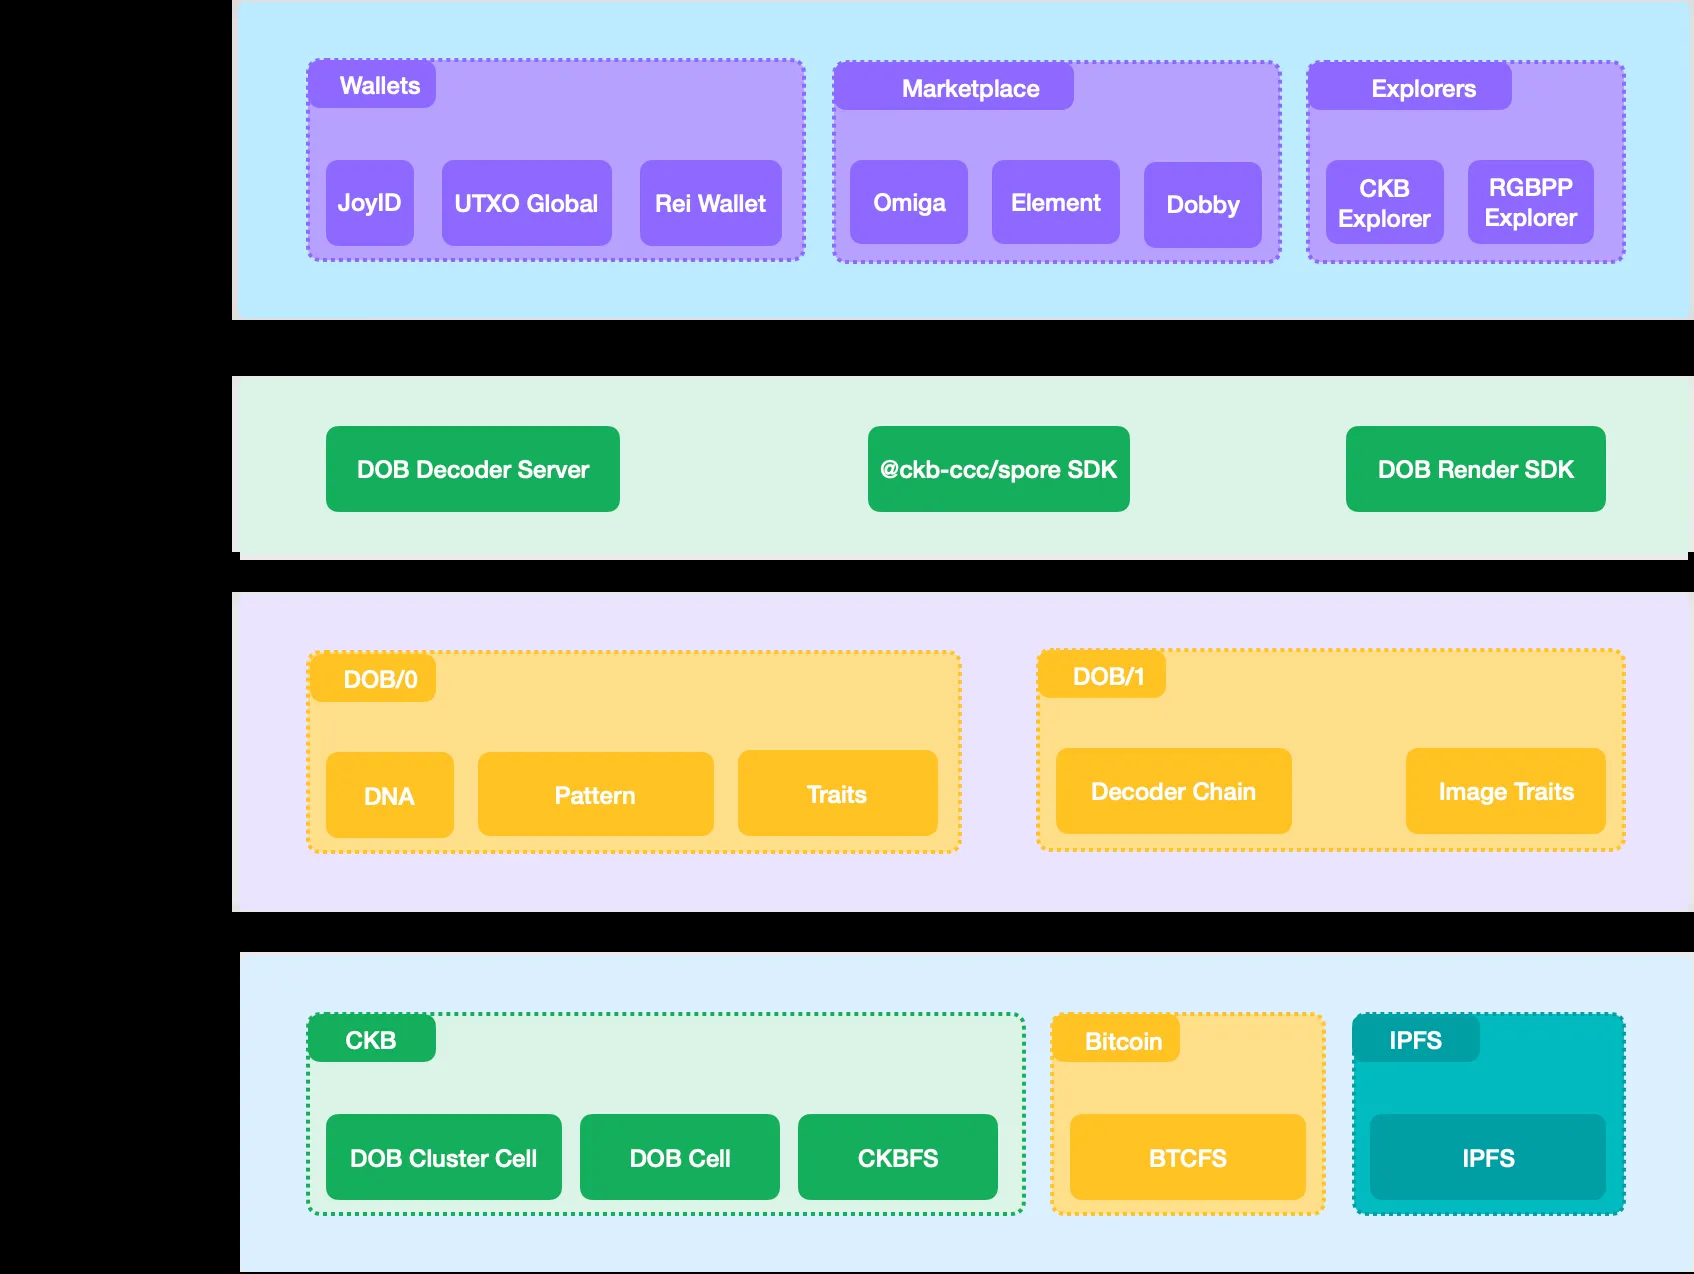 Wallets
JoyID
UTXO Global
Rei Wallet
Marketplace
Omiga
Element
Dobby
Explorers
CKB
Explorer
RGBPP
Explorer
DOB Decoder Server
@ckb-ccc/spore SDK
DOB Render SDK
DOB/0
DNA
Pattern
Traits
DOB/1
Decoder Chain
Image Traits
CKB
DOB Cluster Cell
DOB Cell
CKBFS
Bitcoin
BTCFS
IPFS
IPFS